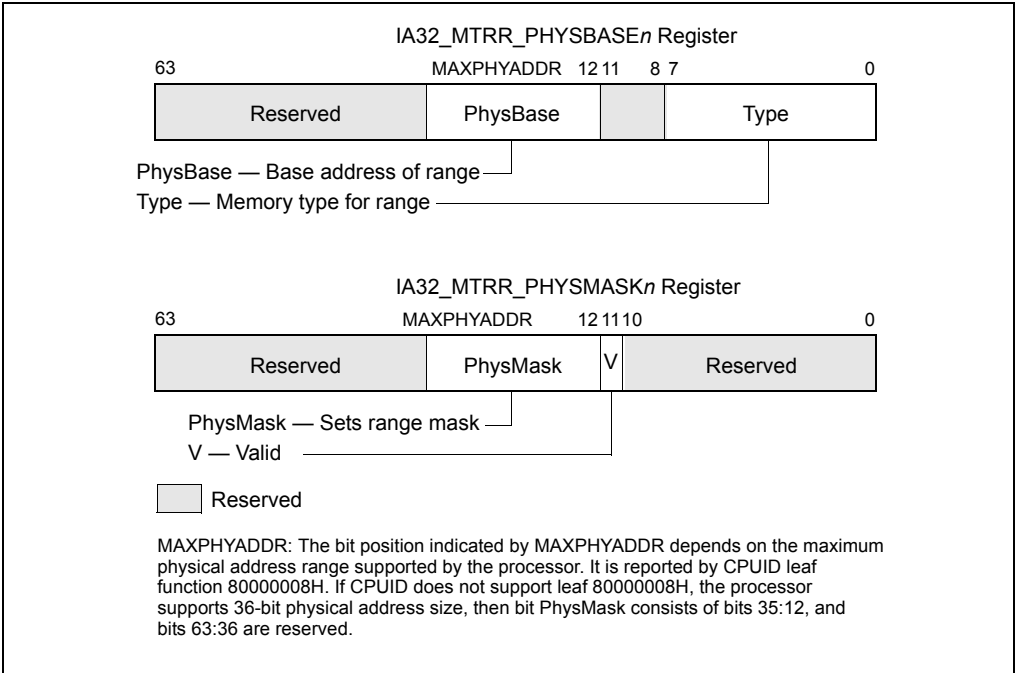 IA32_MTRR_PHYSBASEn Register
63 MAXPHYADDR 12 11 8 7 0
Reserved PhysBase Type
PhysBase — Base address of range
Type — Memory type for range
IA32_MTRR_PHYSMASKn Register
63 MAXPHYADDR 12 11 10 0
Reserved PhysMask V Reserved
PhysMask — Sets range mask
V — Valid
Reserved
MAXPHYADDR: The bit position indicated by MAXPHYADDR depends on the maximum
physical address range supported by the processor. It is reported by CPUID leaf
function 80000008H. If CPUID does not support leaf 80000008H, the processor
supports 36-bit physical address size, then bit PhysMask consists of bits 35:12, and
bits 63:36 are reserved.